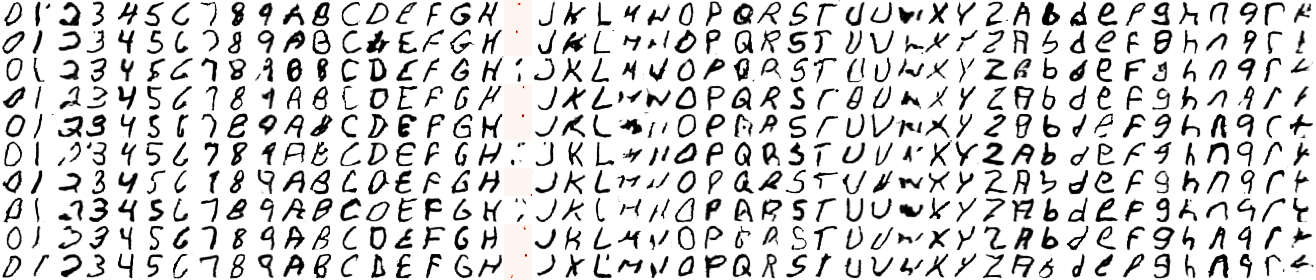 0 1 2 3 4 5 6 7 8 9 A B C D E F G H J K L M N O P Q R S T U U W X Y Z A b d e F g h n q r t
0 1 2 3 4 5 6 7 8 9 A B C D E F G H J K L M N O P Q R S T U U W X Y Z A b d e F g h n q r t
0 1 2 3 4 5 6 7 8 9 A B C D E F G H J K L M N O P Q R S T U U W X Y Z A b d e F g h n q r t
0 1 2 3 4 5 6 7 8 9 A B C D E F G H J K L M N O P Q R S T U U W X Y Z A b d e F g h n q r t
0 1 2 3 4 5 6 7 8 9 A B C D E F G H J K L M N O P Q R S T U V W X Y Z A b d e F g h n q r t
0 1 2 3 4 5 6 7 8 9 A B C D E F G H J K L M N O P Q R S T U V W X Y Z A b d e F g h n q r t
0 1 2 3 4 5 6 7 8 9 A B C D E F G H J K L M N O P Q R S T U U W X Y Z A b d e F g h n q r t
0 1 2 3 4 5 6 7 8 9 A B C D E F G H J K L M N O P A R S T U U W X Y Z A b d e F g h n q r t
0 1 2 3 4 5 6 7 8 9 A B C D E F G H J K L M N O P Q R S T U V W X Y Z A b d e F g h n q r t
0 1 2 3 4 5 6 7 8 9 A B C D E F G H J K L M N O P Q R S T U V W X Y Z A b d e F g h n q r t